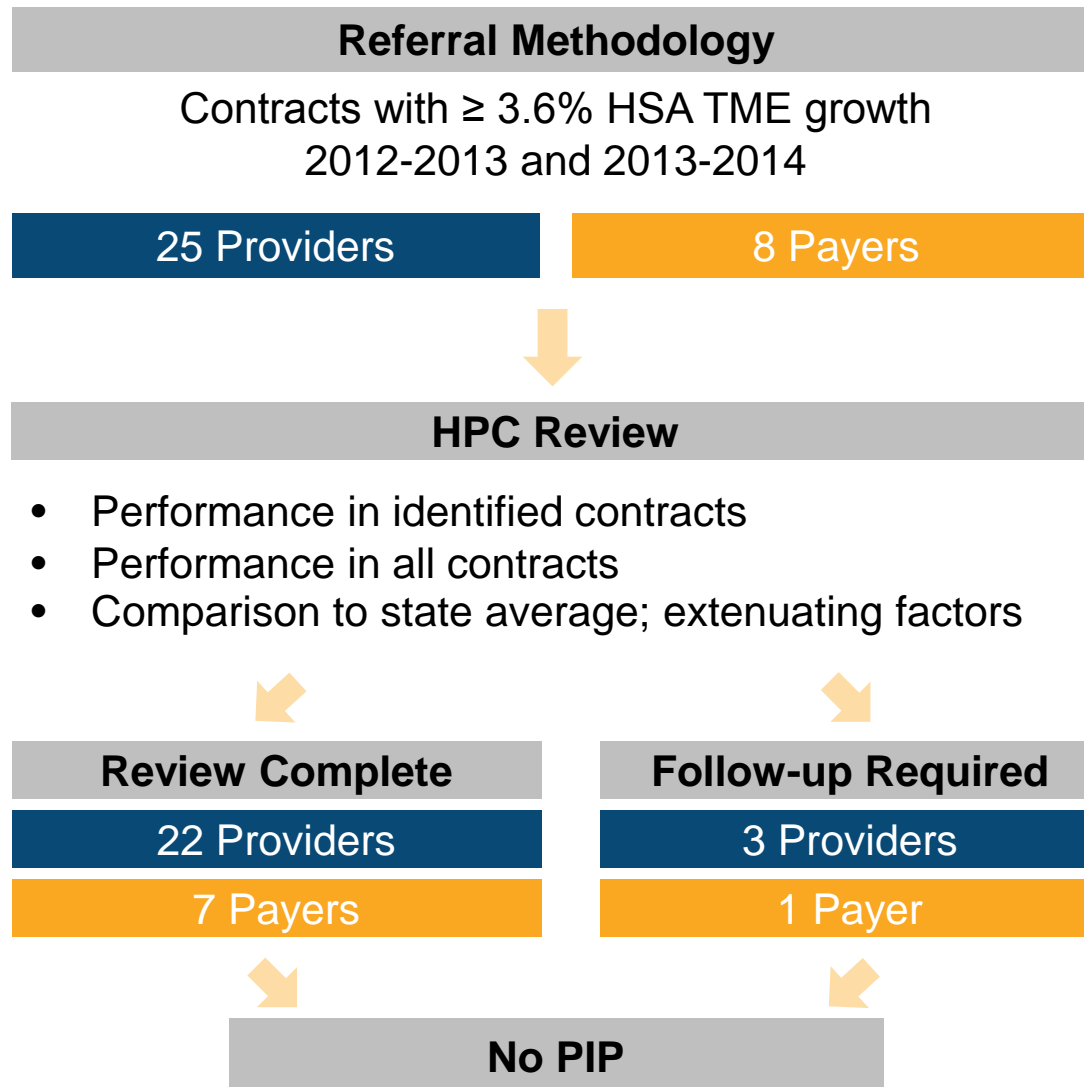 Referral Methodology
Contracts with ≥ 3.6% HSA TME growth
2012-2013 and 2013-2014
25 Providers
8 Payers
HPC Review
• Performance in identified contracts
• Performance in all contracts
• Comparison to state average; extenuating factors
Review Complete
22 Providers
7 Payers
Follow-up Required
3 Providers
1 Payer
No PIP